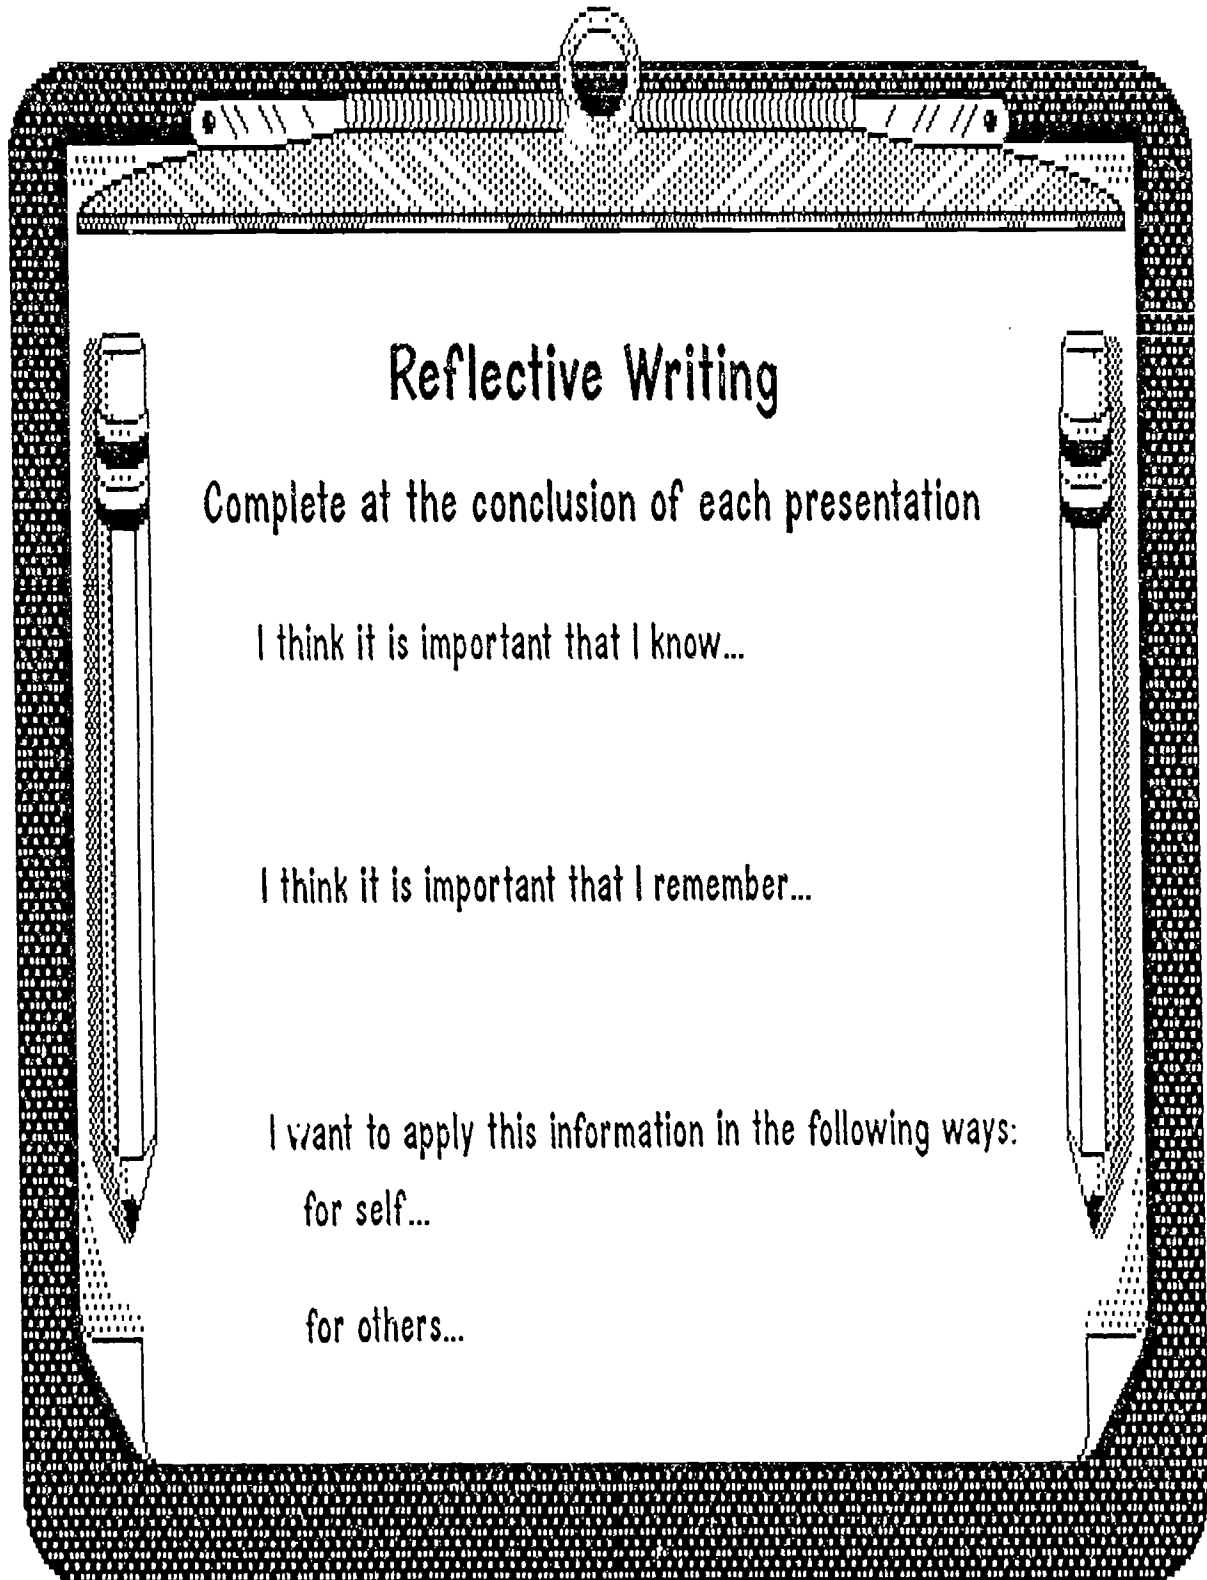 Reflective Writing
Complete at the conclusion of each presentation
I think it is important that I know...
I think it is important that I remember...
I want to apply this information in the following ways:
for self...
for others...